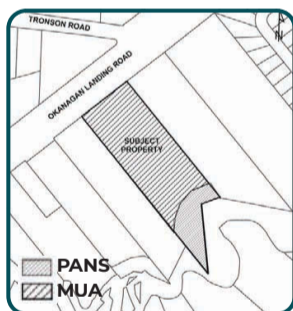 TRONSON ROAD
N
OKANAGAN LANDING ROAD
SUBJECT
PROPERTY
PANS
MUA